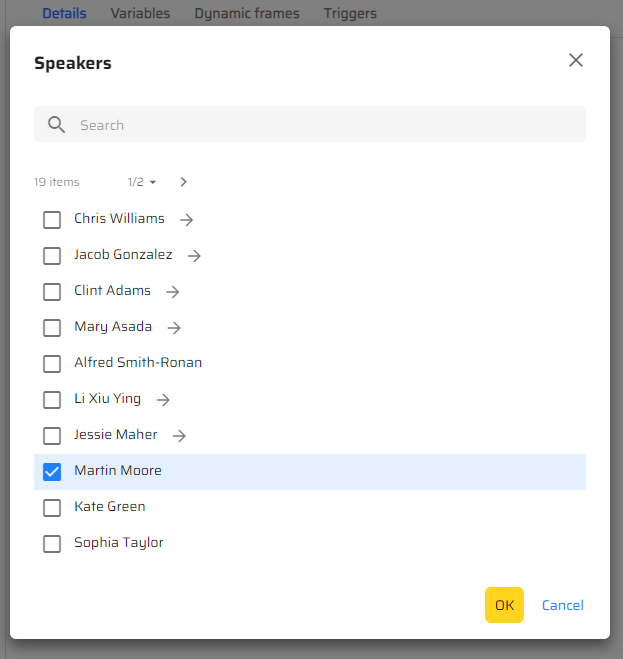 Details Variables Dynamic frames Triggers
Speakers
Search
19 items 1/2
Chris Williams
Jacob Gonzalez
Clint Adams
Mary Asada
Alfred Smith-Ronan
Li Xiu Ying
Jessie Maher
Martin Moore
Kate Green
Sophia Taylor
OK Cancel